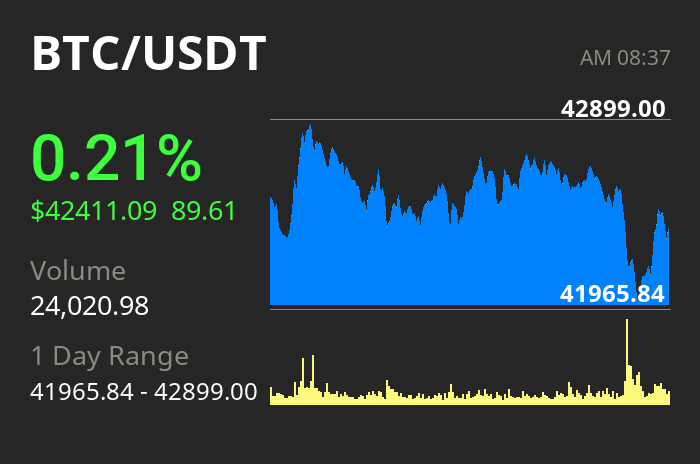 BTC/USDT
AM 08:37
42899.00
0.21%
$42411.09 89.61
Volume
24,020.98
41965.84
1 Day Range
41965.84 - 42899.00